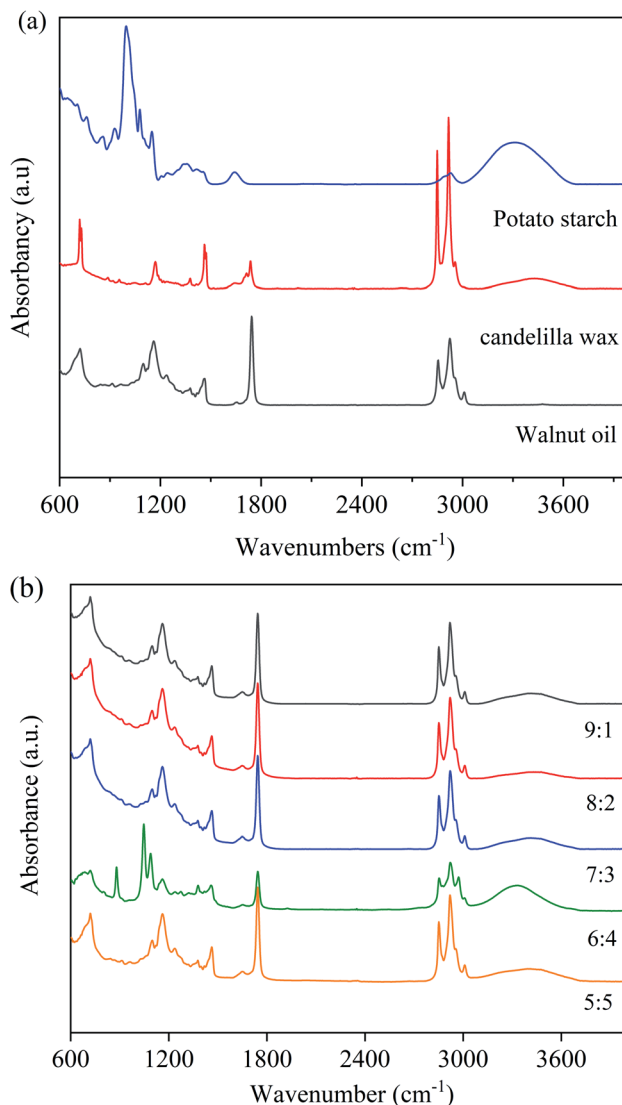 (a)
Absorbancy (a.u)
Potato starch
candelilla wax
Walnut oil
600 1200 1800 2400 3000 3600
Wavenumbers (cm-1)
(b)
Absorbance (a.u.)
9:1
8:2
7:3
6:4
5:5
600 1200 1800 2400 3000 3600
Wavenumber (cm-1)